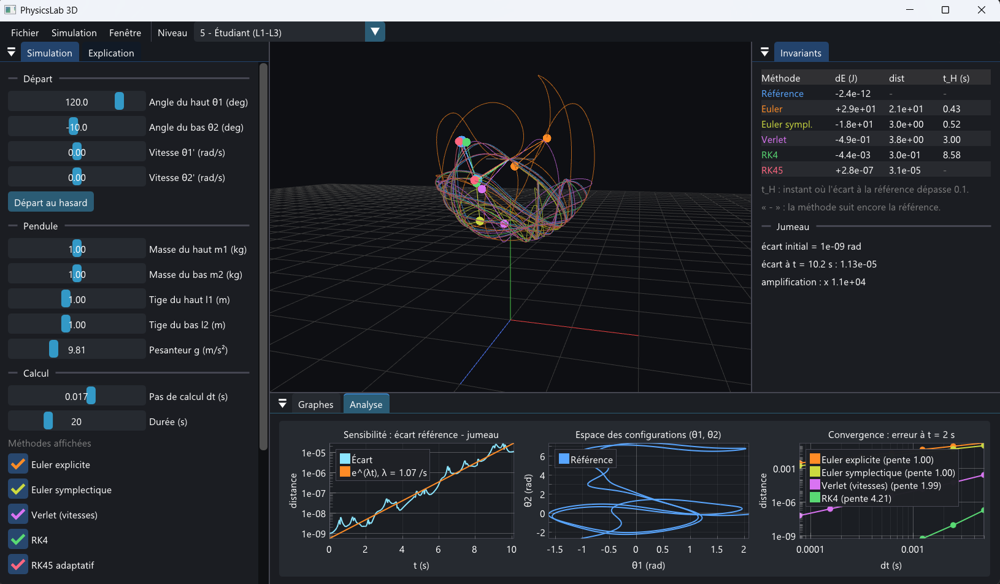 PhysicsLab 3D
Fichier Simulation Fenêtre Niveau 5 - Étudiant (L1-L3)
Simulation Explication
Départ
120.0 Angle du haut θ1 (deg)
-10.0 Angle du bas θ2 (deg)
0.00 Vitesse θ1' (rad/s)
0.00 Vitesse θ2' (rad/s)
Départ au hasard
Pendule
1.00 Masse du haut m1 (kg)
1.00 Masse du bas m2 (kg)
1.00 Tige du haut l1 (m)
1.00 Tige du bas l2 (m)
9.81 Pesanteur g (m/s²)
Calcul
0.017 Pas de calcul dt (s)
20 Durée (s)
Méthodes affichées
Euler explicite
Euler symplectique
Verlet (vitesses)
RK4
RK45 adaptatif
Invariants
Méthode dE (J) dist t_H (s)
Référence -2.4e-12 - -
Euler +2.9e+01 2.1e+01 0.43
Euler sympl. -1.8e+01 3.0e+00 0.52
Verlet -4.9e-01 3.8e+00 3.00
RK4 -4.4e-03 3.0e-01 8.58
RK45 +2.8e-07 3.1e-05 -
t_H : instant où l'écart à la référence dépasse 0.1.
« - » : la méthode suit encore la référence.
Jumeau
écart initial = 1e-09 rad
écart à t = 10.2 s : 1.13e-05
amplification : x 1.1e+04
Graphes Analyse
Sensibilité : écart référence - jumeau
Écart
e^(λt), λ = 1.07 /s
distance
1e-05
1e-06
1e-07
1e-08
1e-09
0 2 4 6 8 10
t (s)
Espace des configurations (θ1, θ2)
Référence
θ2 (rad)
6
4
2
0
-2
-1.5 -1 -0.5 0 0.5 1 1.5 2
θ1 (rad)
Convergence : erreur à t = 2 s
Euler explicite (pente 1.00)
Euler symplectique (pente 1.00)
Verlet (vitesses) (pente 1.99)
RK4 (pente 4.21)
distance
0.001
1e-06
1e-09
0.0001 0.001
dt (s)